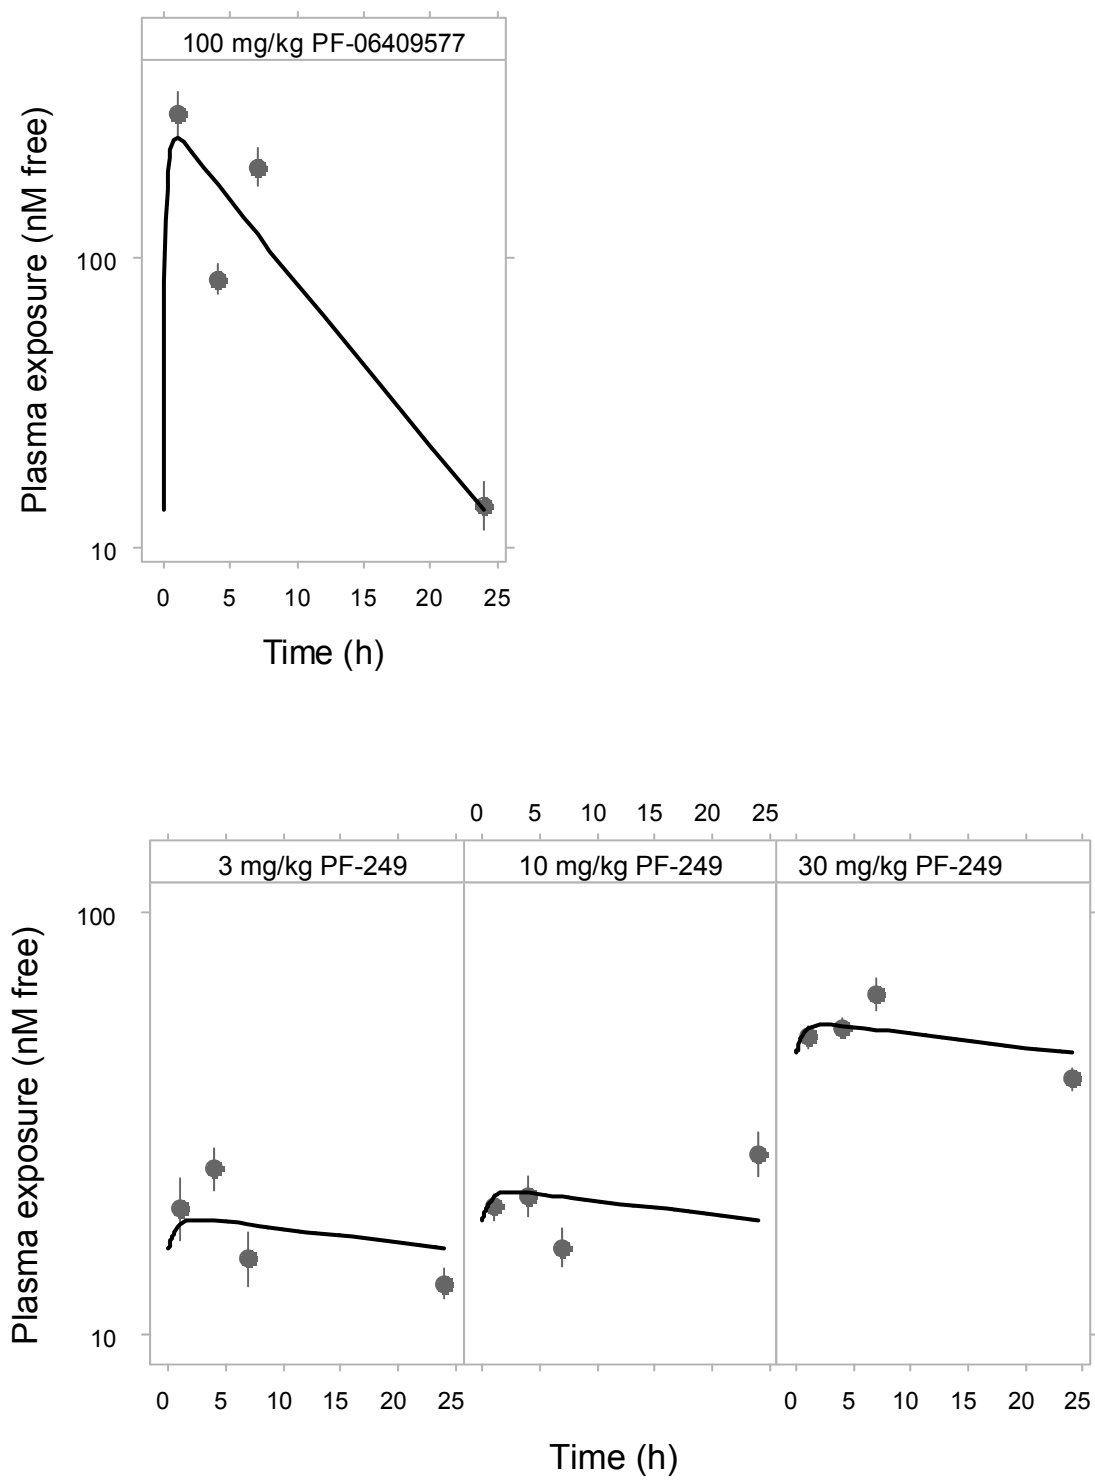 100 mg/kg PF-06409577
Plasma exposure (nM free)
100
10
0 5 10 15 20 25
Time (h)
0 5 10 15 20 25
3 mg/kg PF-249 10 mg/kg PF-249 30 mg/kg PF-249
Plasma exposure (nM free)
100
10
0 5 10 15 20 25 0 5 10 15 20 25
Time (h)